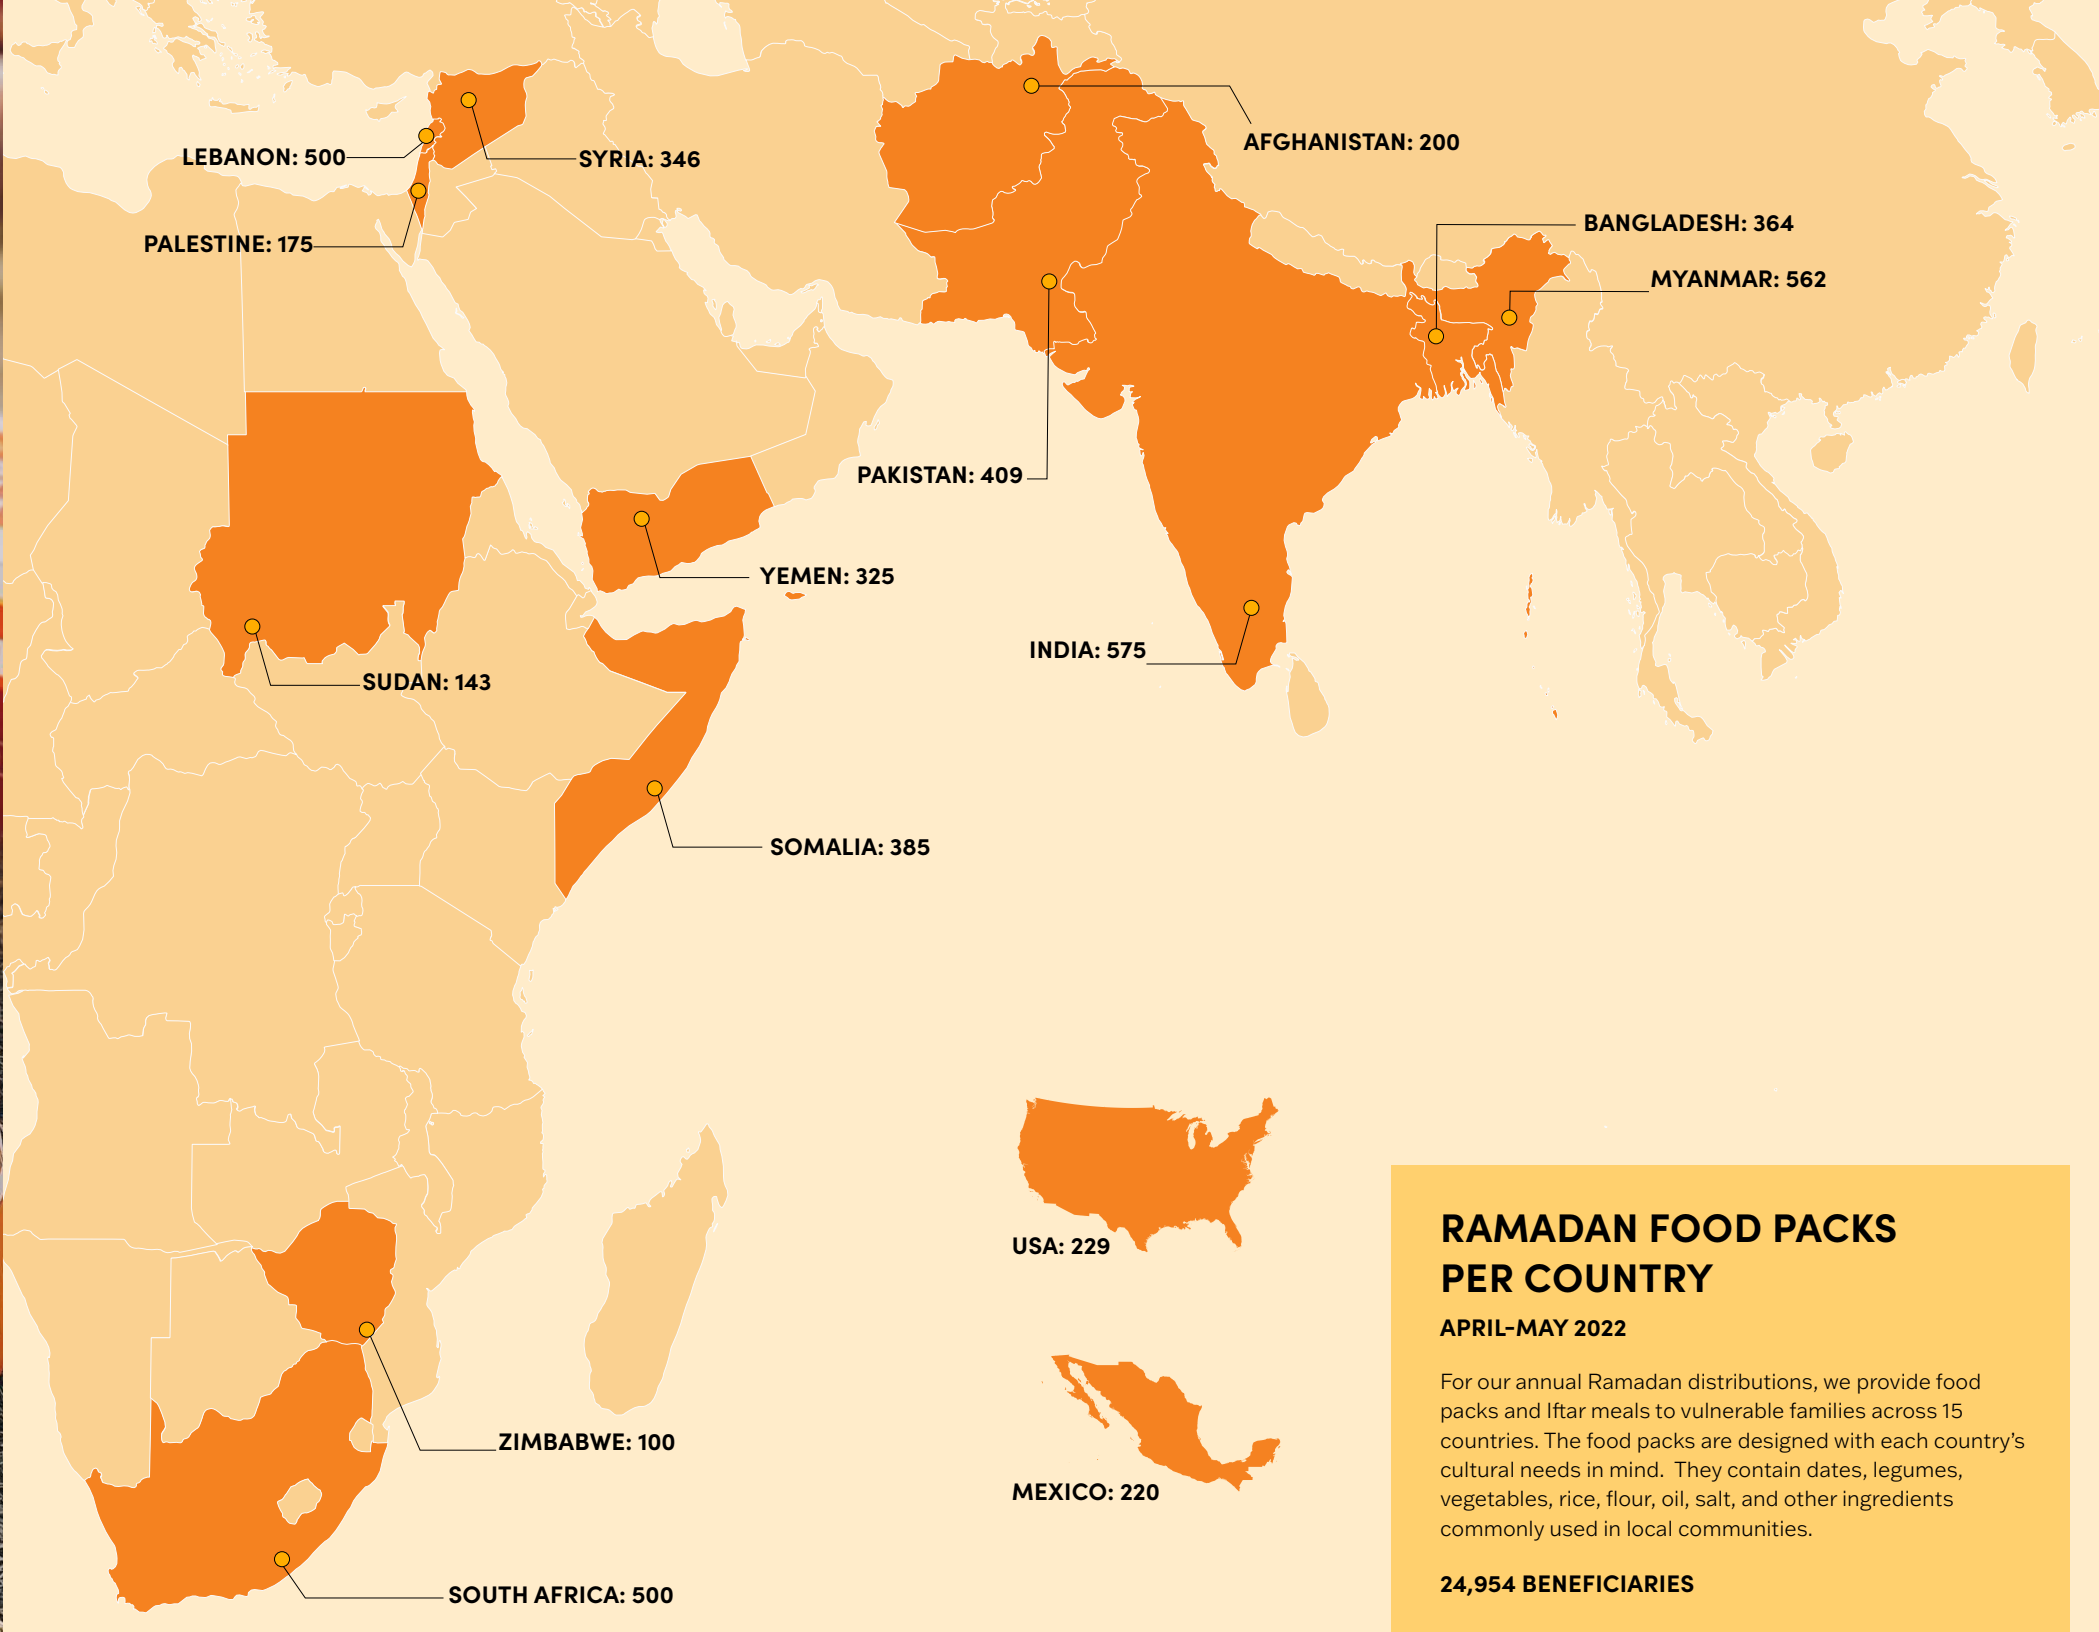 AFGHANISTAN: 200
LEBANON: 500
SYRIA: 346
PALESTINE: 175
BANGLADESH: 364
MYANMAR: 562
PAKISTAN: 409
YEMEN: 325
INDIA: 575
SUDAN: 143
SOMALIA: 385
USA: 229
MEXICO: 220
ZIMBABWE: 100
SOUTH AFRICA: 500
RAMADAN FOOD PACKS
PER COUNTRY
APRIL-MAY 2022
For our annual Ramadan distributions, we provide food
packs and Iftar meals to vulnerable families across 15
countries. The food packs are designed with each country's
cultural needs in mind.  They contain dates, legumes,
vegetables, rice, flour, oil, salt, and other ingredients
commonly used in local communities.
24,954 BENEFICIARIES